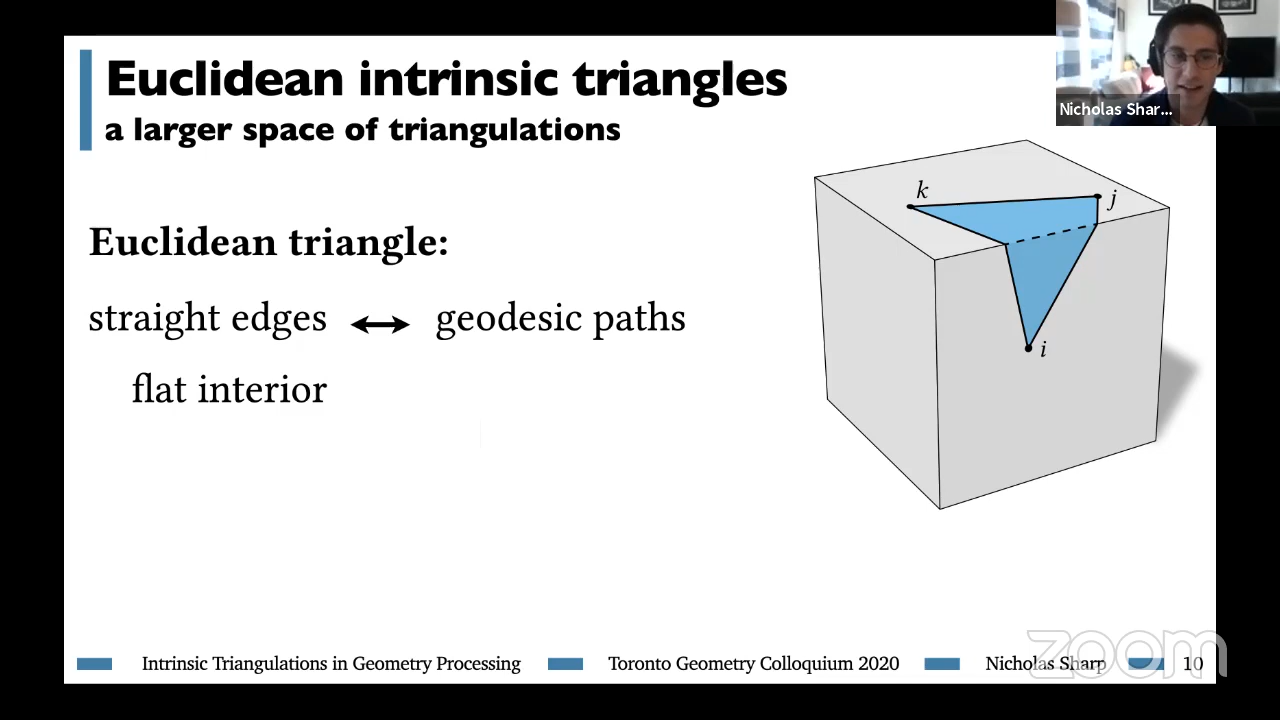 Euclidean intrinsic triangles
a larger space of triangulations
Nicholas Shar...
k
j
Euclidean triangle:
straight edges ↔ geodesic paths
i
flat interior
zoom
Intrinsic Triangulations in Geometry Processing Toronto Geometry Colloquium 2020 Nicholas Sharp 10